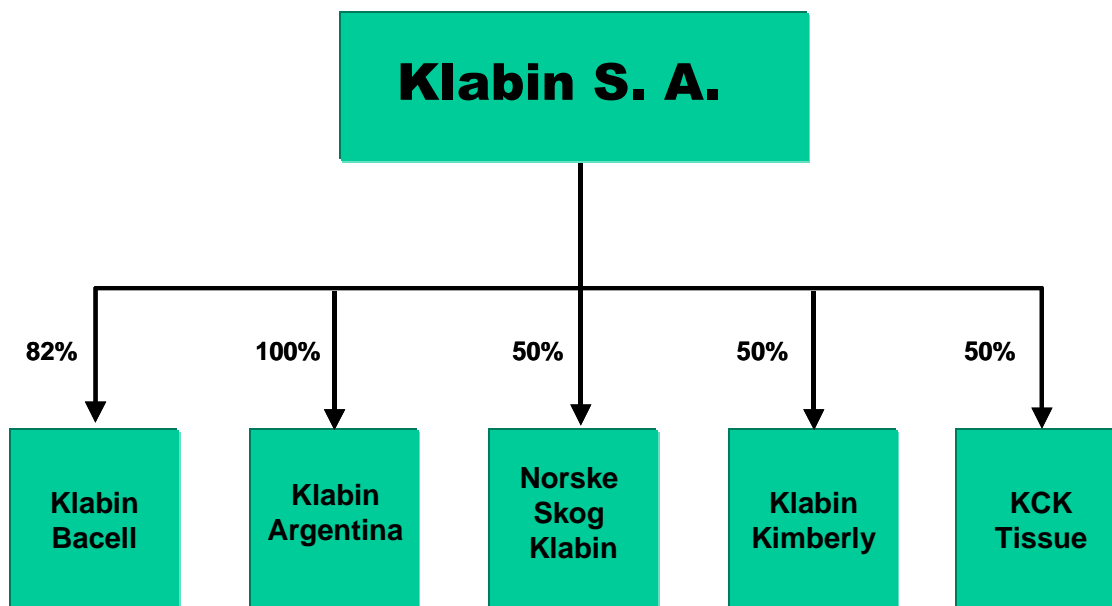 Klabin S. A.
82%
100%
50%
50%
50%
Klabin
Bacell
Klabin
Argentina
Norske
Skog
Klabin
Klabin
Kimberly
KCK
Tissue